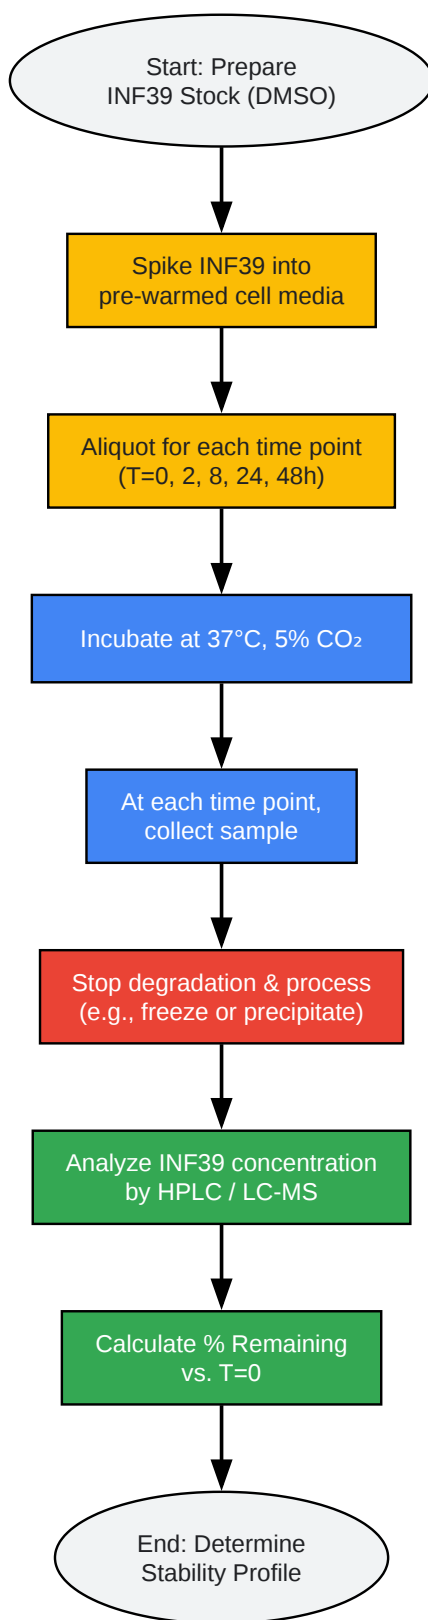 Start: Prepare
INF39 Stock (DMSO)
Spike INF39 into
pre-warmed cell media
Aliquot for each time point
(T=0, 2, 8, 24, 48h)
Incubate at 37°C, 5% CO₂
At each time point,
collect sample
Stop degradation & process
(e.g., freeze or precipitate)
Analyze INF39 concentration
by HPLC / LC-MS
Calculate % Remaining
vs. T=0
End: Determine
Stability Profile